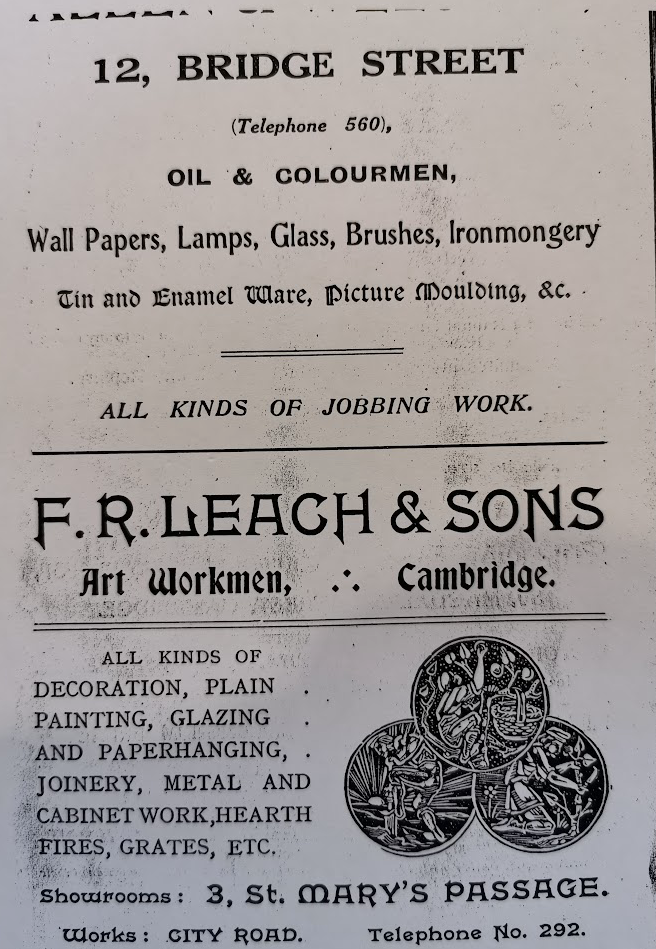 12, BRIDGE STREET
(Telephone 560),
OIL & COLOURMEN,
Wall Papers, Lamps, Glass, Brushes, Ironmongery
Tin and Enamel Ware, Picture Moulding, &c.
ALL KINDS OF JOBBING WORK.
F. R. LEACH & SONS
Art Workmen, ∴ Cambridge.
ALL KINDS OF
DECORATION, PLAIN .
PAINTING, GLAZING .
AND PAPERHANGING, .
JOINERY, METAL AND
CABINET WORK, HEARTH
FIRES, GRATES, ETC.
Showrooms: 3, St. MARY'S PASSAGE.
Works: CITY ROAD. Telephone No. 292.